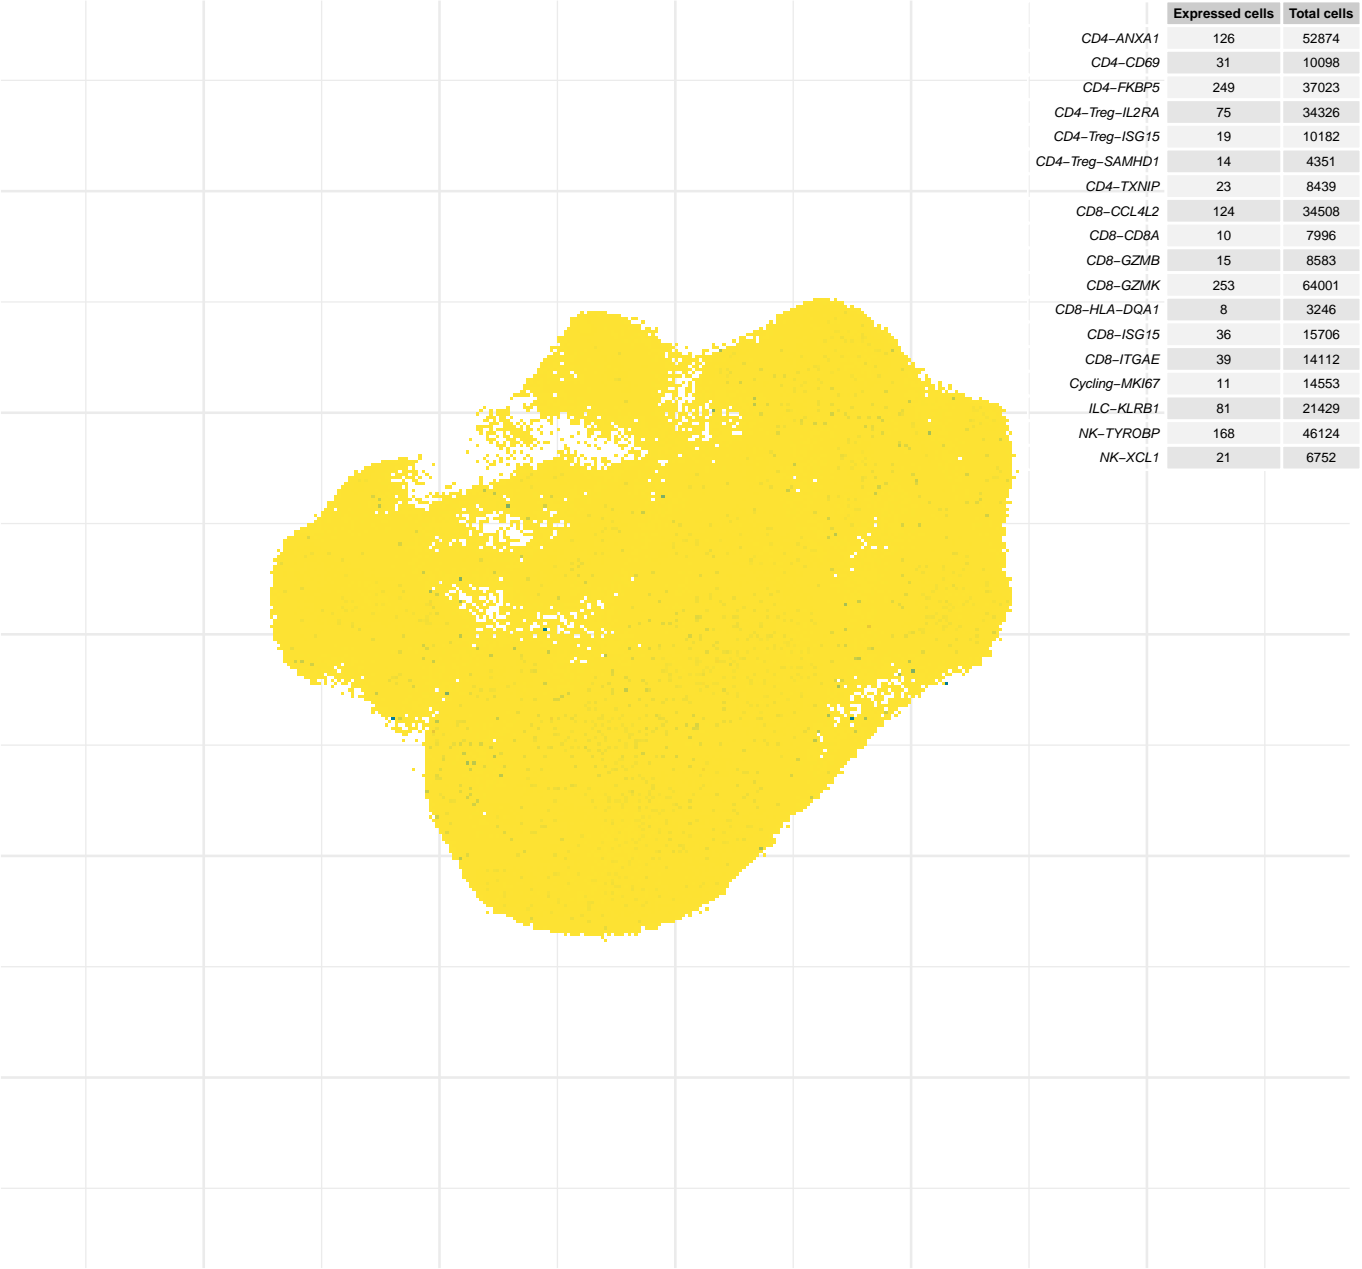 Expressed cells Total cells
CD4−ANXA1 126 52874
CD4−CD69 31 10098
CD4−FKBP5 249 37023
CD4−Treg−IL2RA 75 34326
CD4−Treg−ISG15 19 10182
CD4−Treg−SAMHD1 14 4351
CD4−TXNIP 23 8439
CD8−CCL4L2 124 34508
CD8−CD8A 10 7996
CD8−GZMB 15 8583
CD8−GZMK 253 64001
CD8−HLA−DQA1 8 3246
CD8−ISG15 36 15706
CD8−ITGAE 39 14112
Cycling−MKI67 11 14553
ILC−KLRB1 81 21429
NK−TYROBP 168 46124
NK−XCL1 21 6752